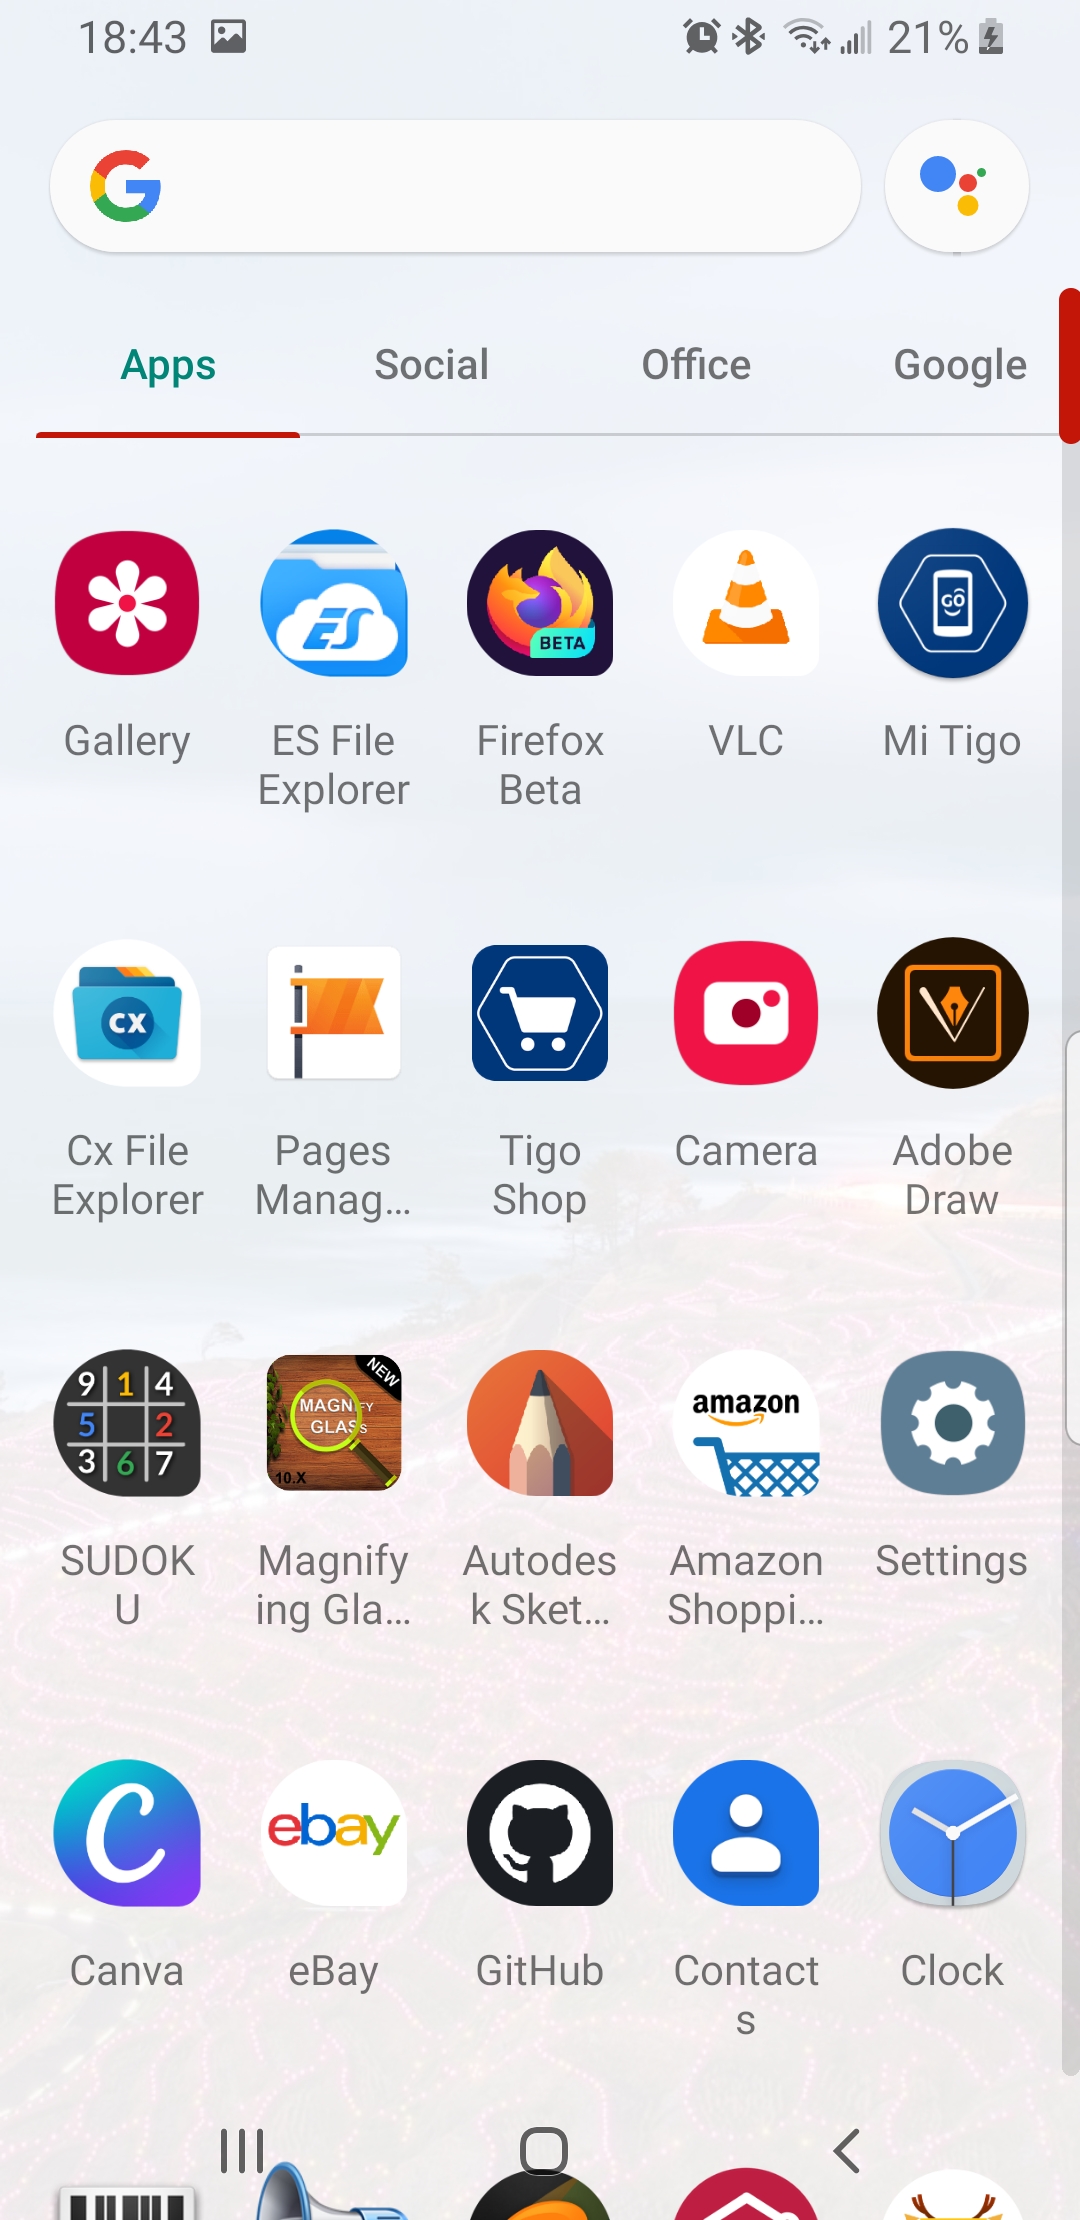 18:43
21%
Apps Social Office Google
ES
BETA
GO
Gallery ES File Explorer Firefox Beta VLC Mi Tigo
CX
Cx File Explorer Pages Manag... Tigo Shop Camera Adobe Draw
9 1 4
5 2
3 6 7
NEW
MAGNIFY
GLASS
10.X
amazon
SUDOKU Magnifying Gla... Autodesk Sket... Amazon Shoppi... Settings
C
ebay
Canva eBay GitHub Contacts Clock